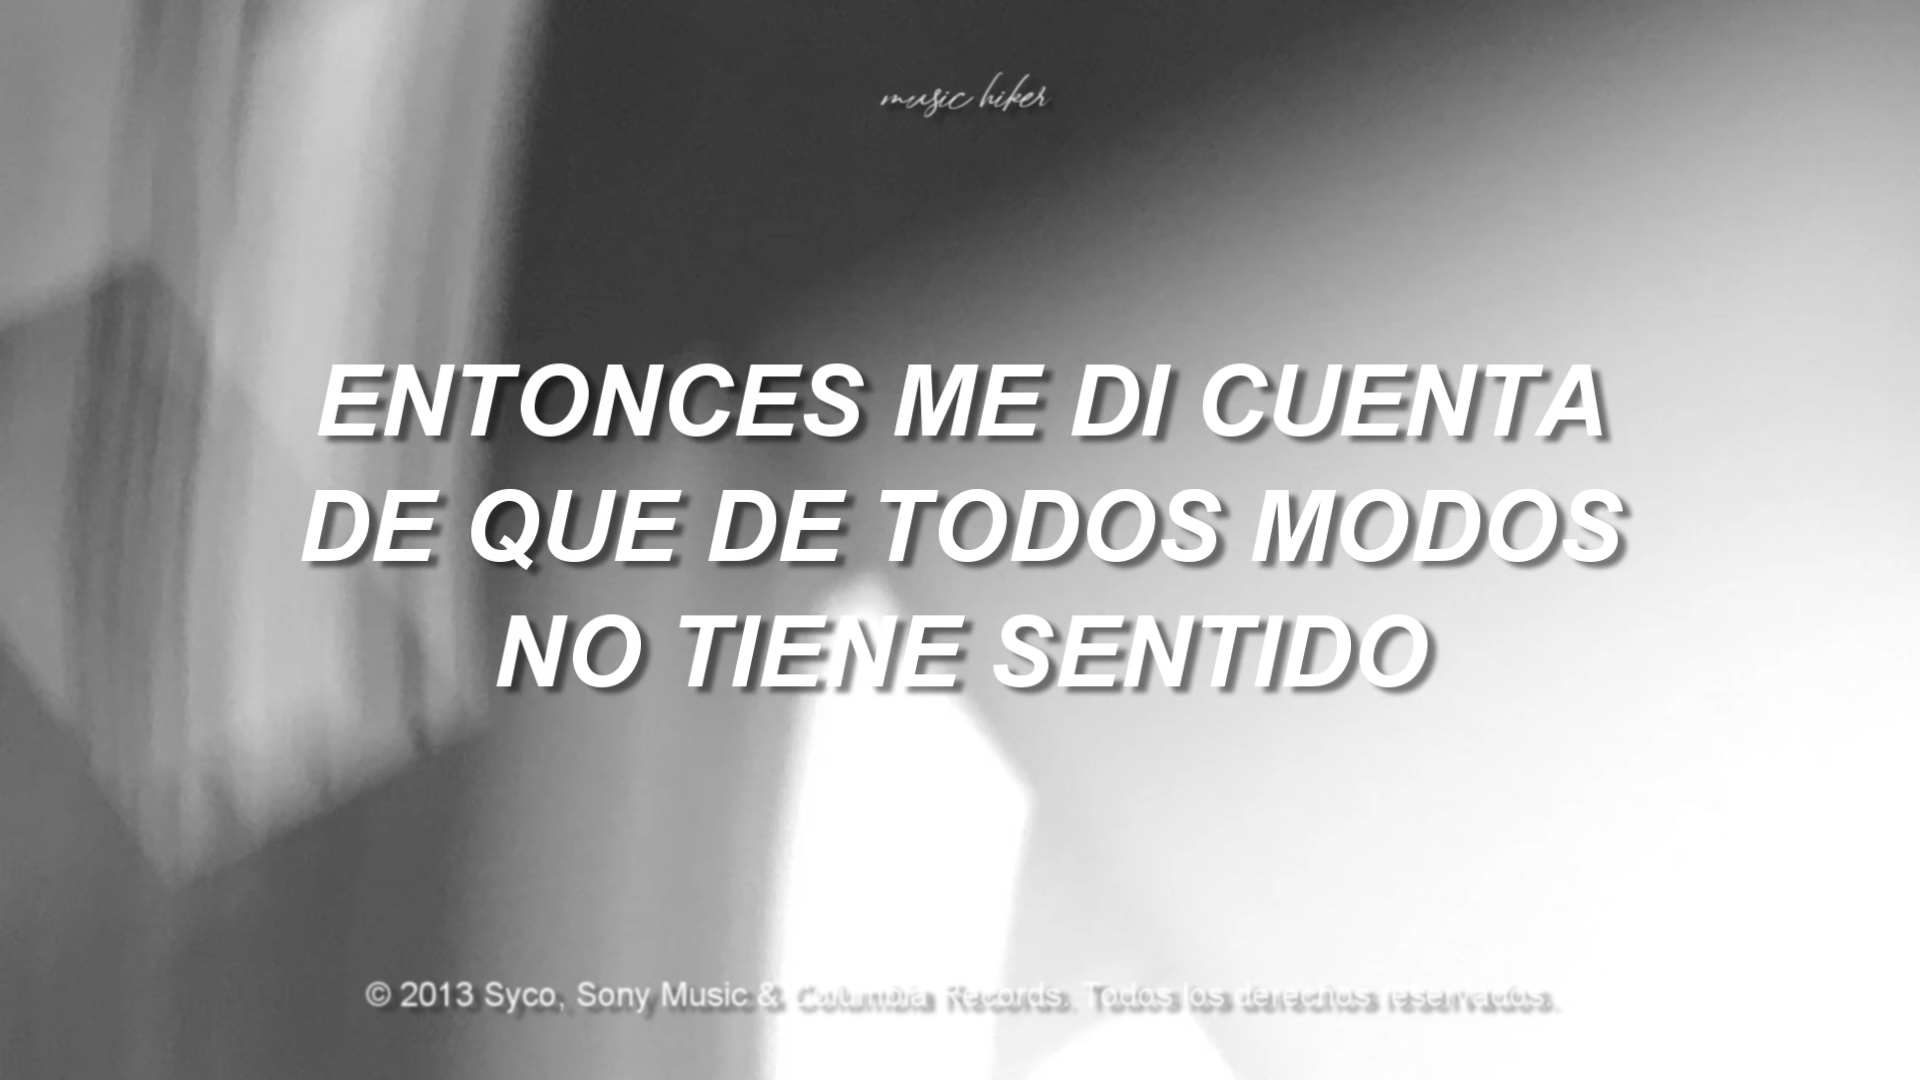 music hiker
ENTONCES ME DI CUENTA
DE QUE DE TODOS MODOS
NO TIENE SENTIDO
© 2013 Syco, Sony Music & Columbia Records. Todos los derechos reservados.